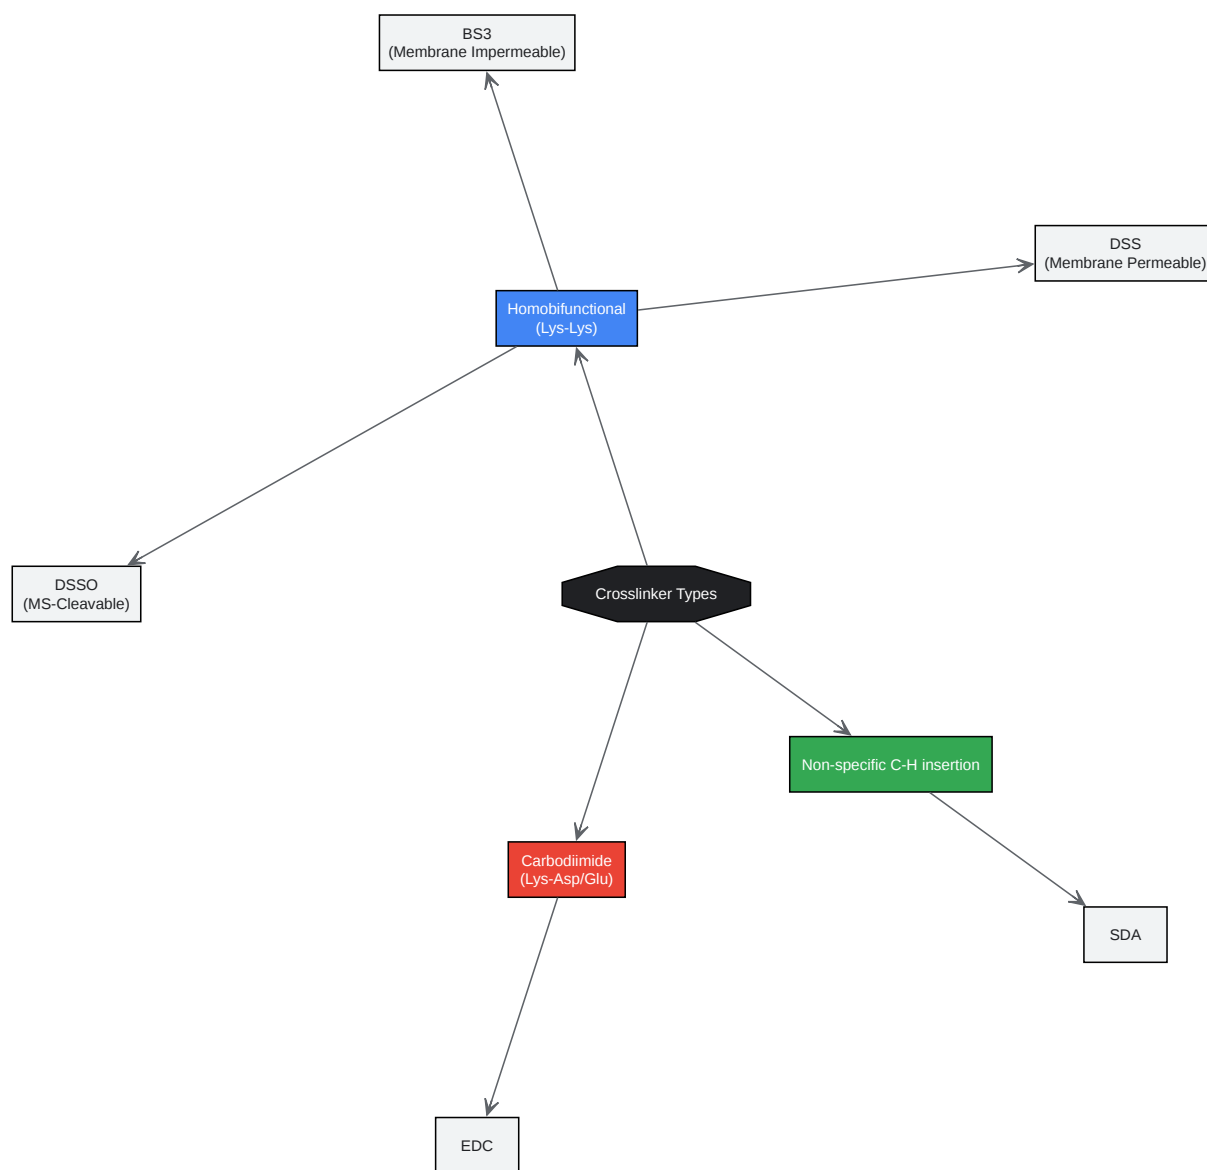 BS3
(Membrane Impermeable)
DSS
(Membrane Permeable)
Homobifunctional
(Lys-Lys)
DSSO
(MS-Cleavable)
Crosslinker Types
Non-specific C-H insertion
Carbodiimide
(Lys-Asp/Glu)
SDA
EDC